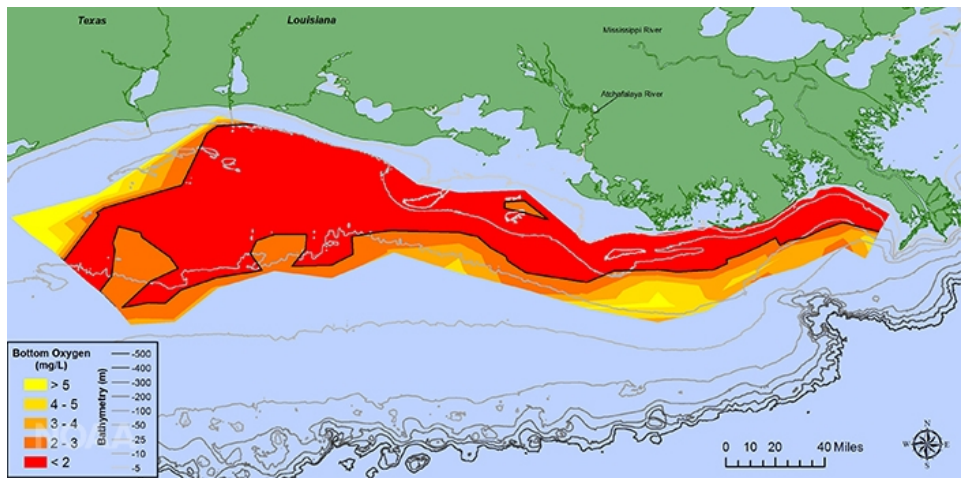 Texas
Louisiana
Mississippi River
Atchafalaya River
Bottom Oxygen
(mg/L)
> 5
4 - 5
3 - 4
2 - 3
< 2
NOAA
Bathymetry (m)
-500
-400
-300
-200
-100
-50
-25
-10
-5
N
W
E
S
0 10 20 40 Miles